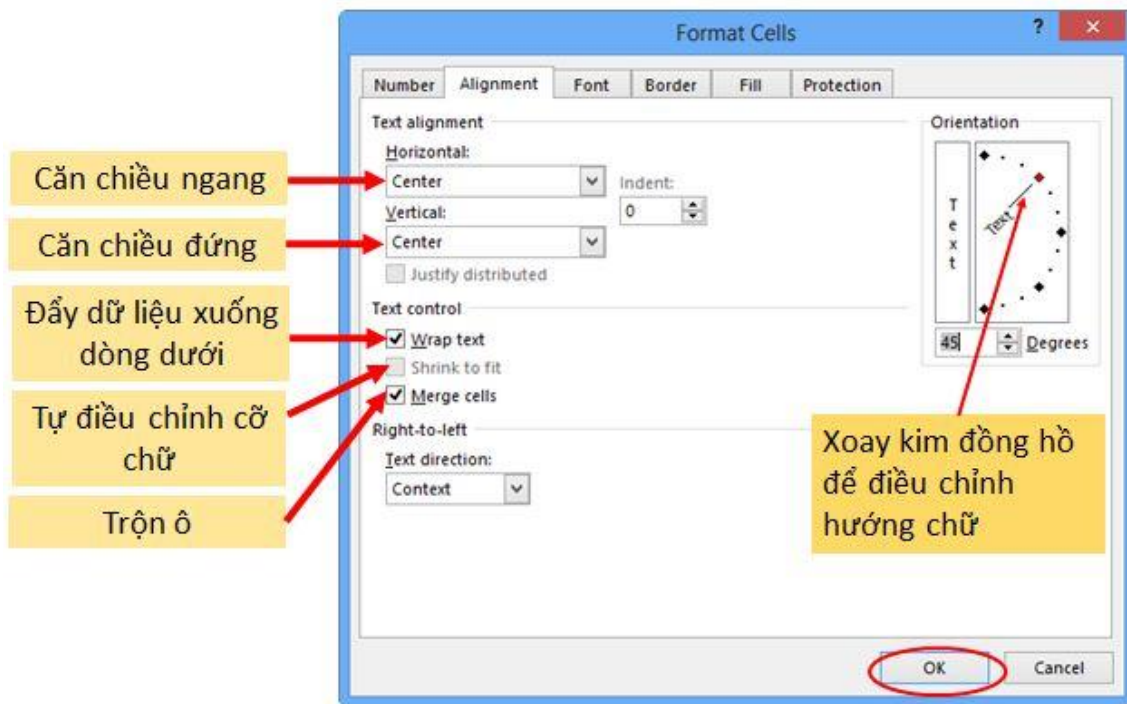 Format Cells
?
Number Alignment Font Border Fill Protection
Text alignment
Horizontal:
Center
Indent:
0
Vertical:
Center
Justify distributed
Text control
Wrap text
Shrink to fit
Merge cells
Right-to-left
Text direction:
Context
Orientation
Text
Text
45 Degrees
OK Cancel
Căn chiều ngang
Căn chiều đứng
Đẩy dữ liệu xuống
dòng dưới
Tự điều chỉnh cỡ
chữ
Trộn ô
Xoay kim đồng hồ
để điều chỉnh
hướng chữ